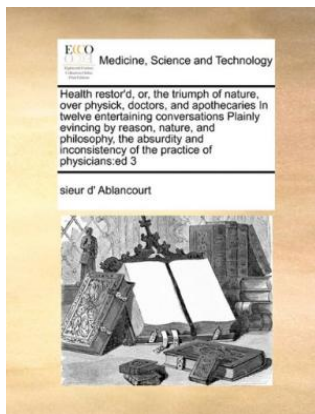 ECCO
Medicine, Science and Technology
Health restor'd, or, the triumph of nature,
over physick, doctors, and apothecaries In
twelve entertaining conversations Plainly
evincing by reason, nature, and
philosophy, the absurdity and
inconsistency of the practice of
physicians:ed 3
sieur d' Ablancourt